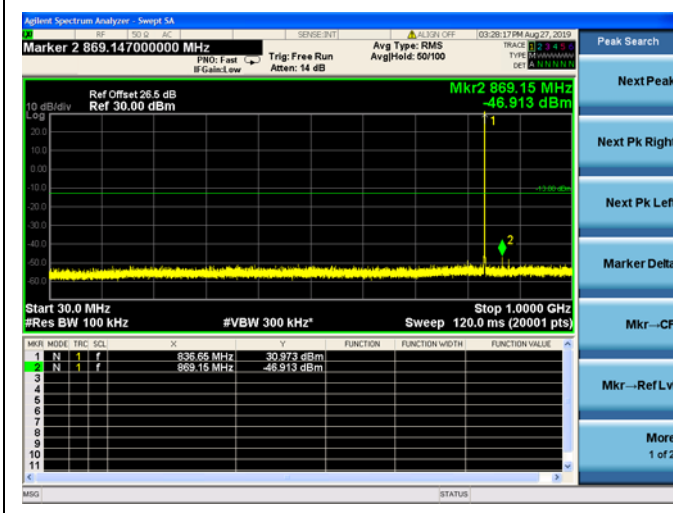 Agilent Spectrum Analyzer - Swept SA
RF 50 Ω AC SENSE:INT ALIGN OFF 03:28:17 PM Aug 27, 2019
Marker 2 869.147000000 MHz
PNO: Fast Trig: Free Run
IFGain:Low Atten: 14 dB
Avg Type: RMS
Avg|Hold: 50/100
TRACE 1 2 3 4 5 6
TYPE
DET A N N N N N
Peak Search
Ref Offset 26.5 dB
10 dB/div Ref 30.00 dBm
Log
Mkr2 869.15 MHz
-46.913 dBm
1
20.0
10.0
0.00
-10.0
-13.00 dBm
-20.0
-30.0
-40.0
2
-50.0
-60.0
Start 30.0 MHz Stop 1.0000 GHz
#Res BW 100 kHz #VBW 300 kHz* Sweep 120.0 ms (20001 pts)
MKR MODE TRC SCL X Y FUNCTION FUNCTION WIDTH FUNCTION VALUE
1 N 1 f 836.65 MHz 30.973 dBm
2 N 1 f 869.15 MHz -46.913 dBm
3
4
5
6
7
8
9
10
11
MSG STATUS
Next Peak
Next Pk Right
Next Pk Left
Marker Delta
Mkr→CF
Mkr→Ref Lv
More
1 of 2